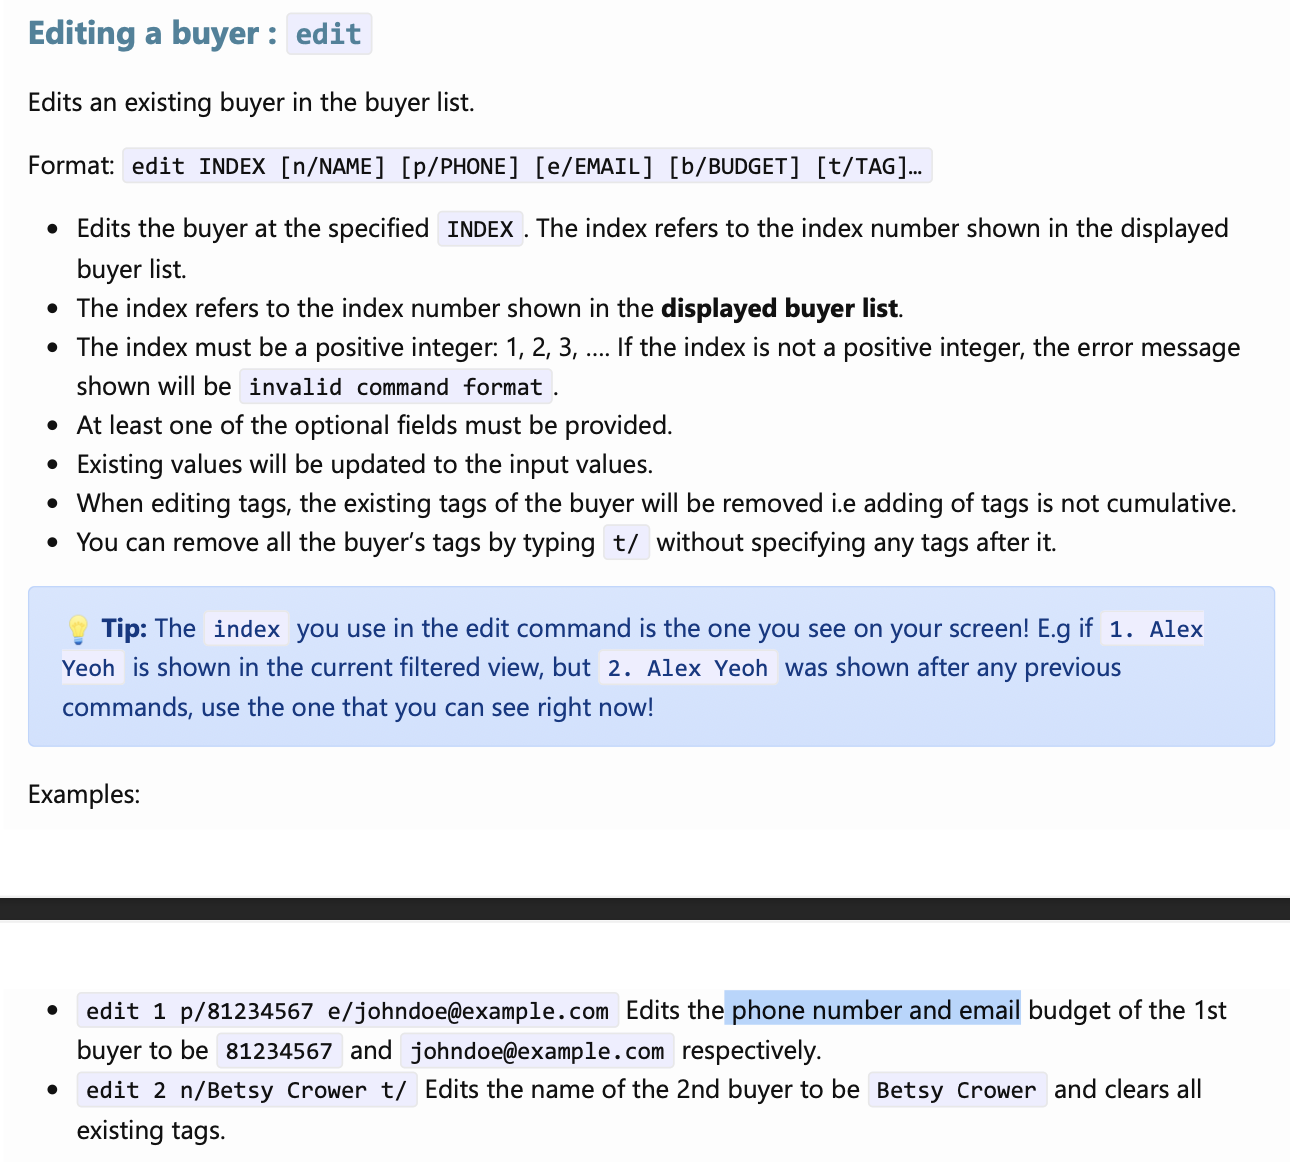 Editing a buyer : edit
Edits an existing buyer in the buyer list.
Format: edit INDEX [n/NAME] [p/PHONE] [e/EMAIL] [b/BUDGET] [t/TAG]…
• Edits the buyer at the specified INDEX. The index refers to the index number shown in the displayed
buyer list.
• The index refers to the index number shown in the displayed buyer list.
• The index must be a positive integer: 1, 2, 3, …. If the index is not a positive integer, the error message
shown will be invalid command format.
• At least one of the optional fields must be provided.
• Existing values will be updated to the input values.
• When editing tags, the existing tags of the buyer will be removed i.e adding of tags is not cumulative.
• You can remove all the buyer’s tags by typing t/ without specifying any tags after it.
💡 Tip: The index you use in the edit command is the one you see on your screen! E.g if 1. Alex
Yeoh is shown in the current filtered view, but 2. Alex Yeoh was shown after any previous
commands, use the one that you can see right now!
Examples:
• edit 1 p/81234567 e/johndoe@example.com Edits the phone number and email budget of the 1st
buyer to be 81234567 and johndoe@example.com respectively.
• edit 2 n/Betsy Crower t/ Edits the name of the 2nd buyer to be Betsy Crower and clears all
existing tags.